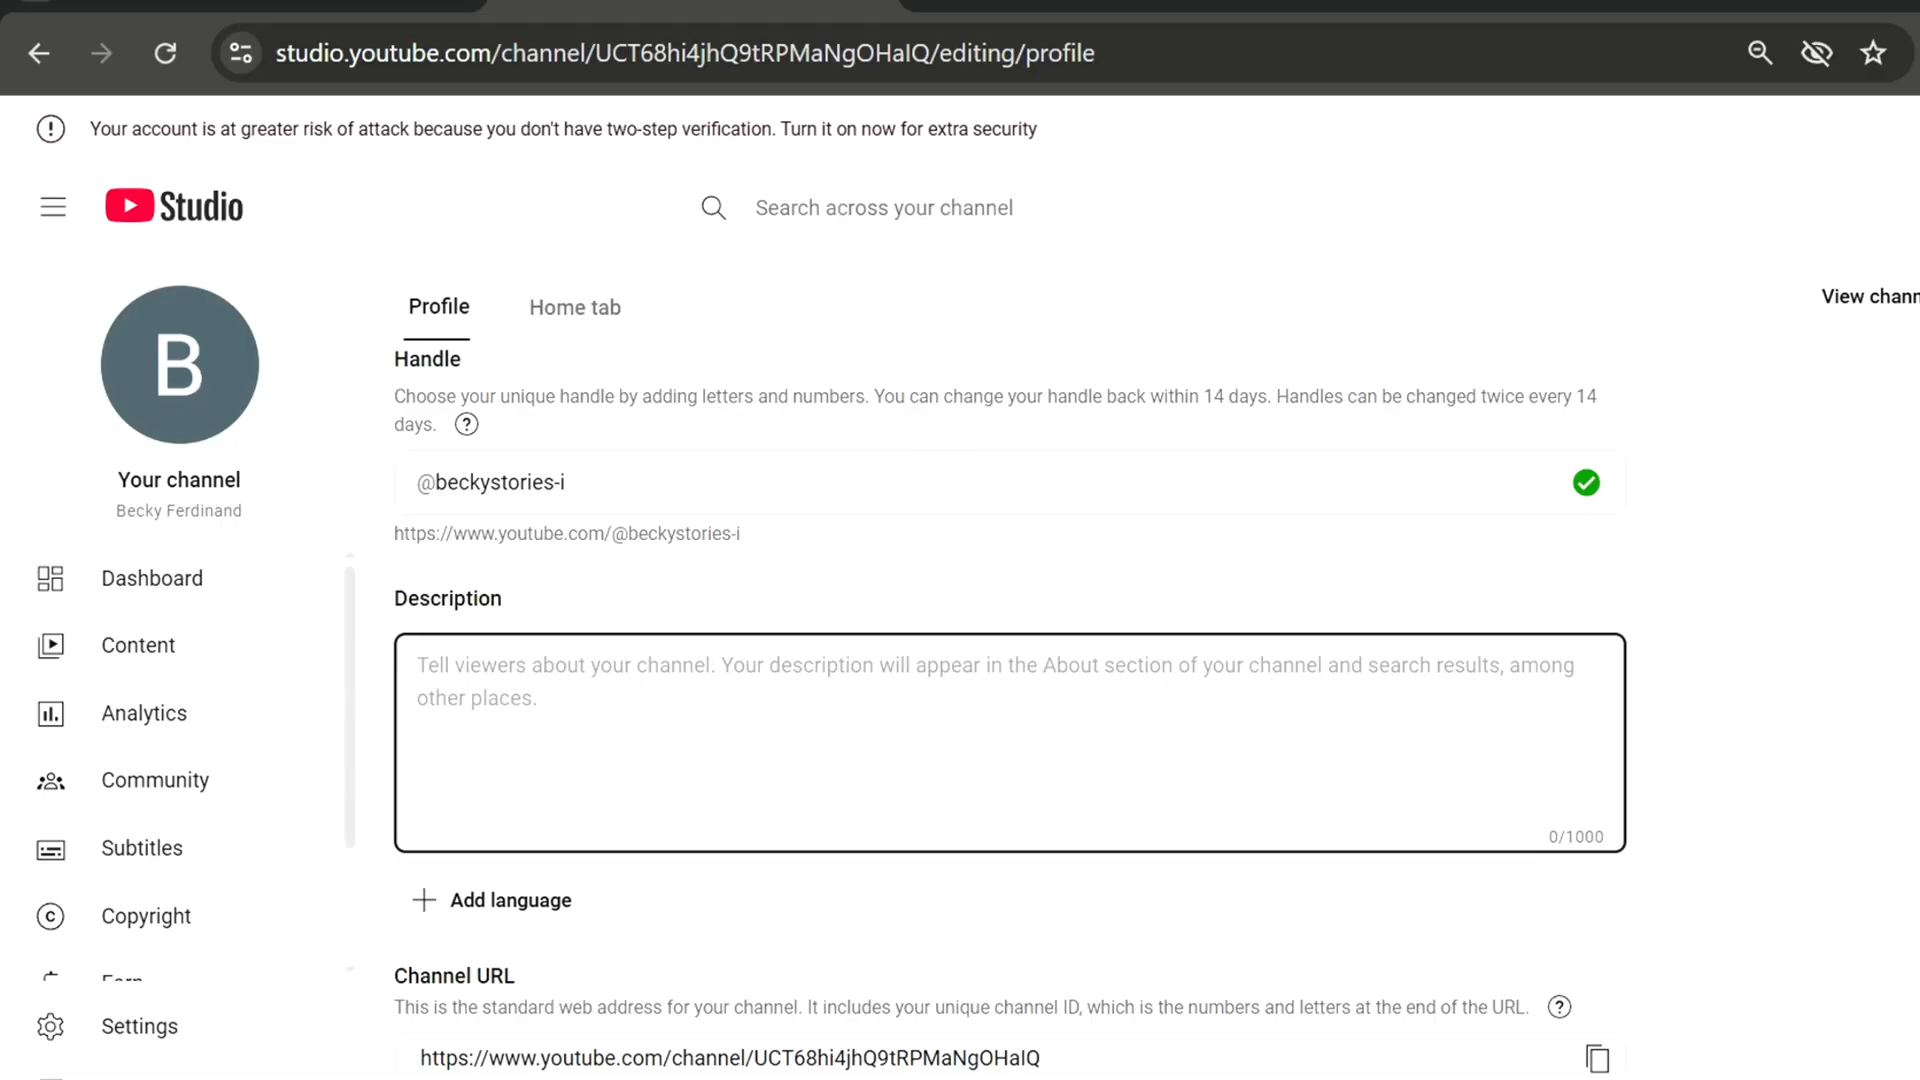 studio.youtube.com/channel/UCT68hi4jhQ9tRPMaNgOHaIQ/editing/profile
Your account is at greater risk of attack because you don't have two-step verification. Turn it on now for extra security
Studio
Search across your channel
B
Your channel
Becky Ferdinand
Dashboard
Content
Analytics
Community
Subtitles
Copyright
Earn
Settings
Profile
Home tab
View chann
Handle
Choose your unique handle by adding letters and numbers. You can change your handle back within 14 days. Handles can be changed twice every 14
days.
@beckystories-i
https://www.youtube.com/@beckystories-i
Description
Tell viewers about your channel. Your description will appear in the About section of your channel and search results, among
other places.
0/1000
Add language
Channel URL
This is the standard web address for your channel. It includes your unique channel ID, which is the numbers and letters at the end of the URL.
https://www.youtube.com/channel/UCT68hi4jhQ9tRPMaNgOHaIQ